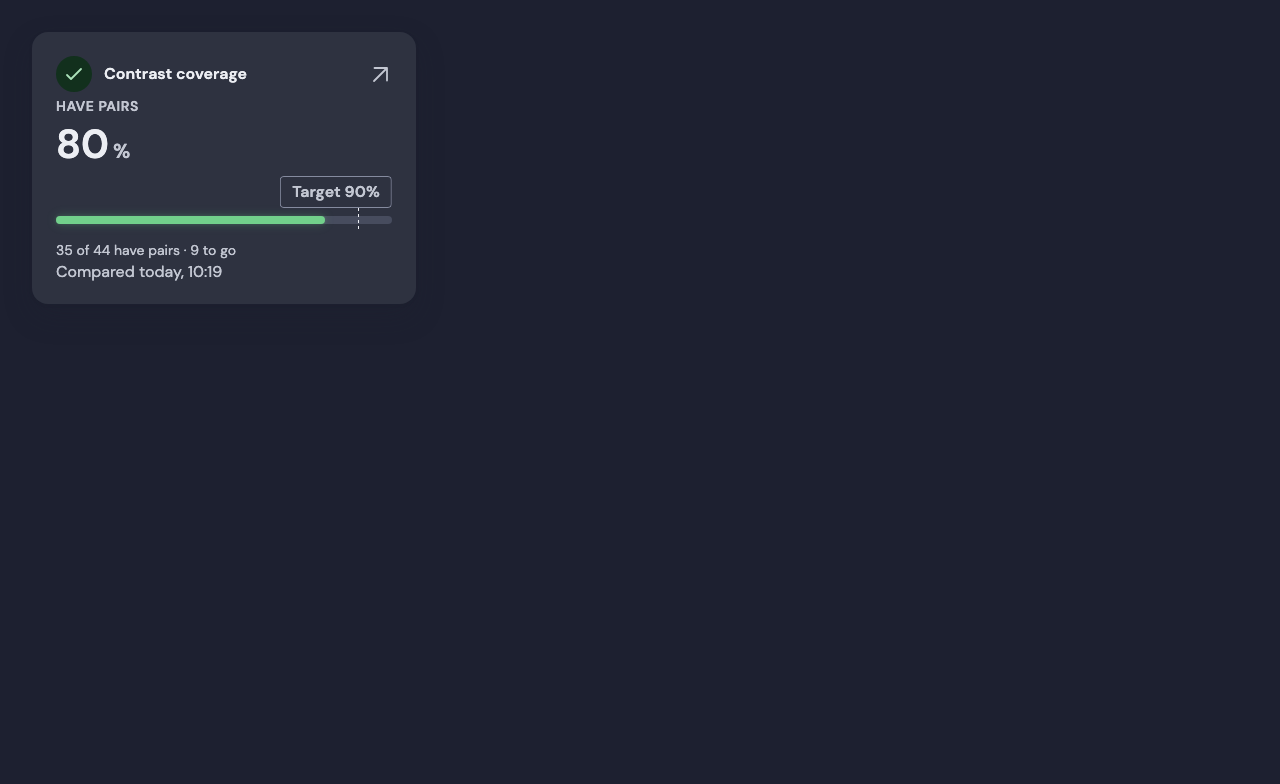 Contrast coverage
HAVE PAIRS
80 %
Target 90%
35 of 44 have pairs · 9 to go
Compared today, 10:19